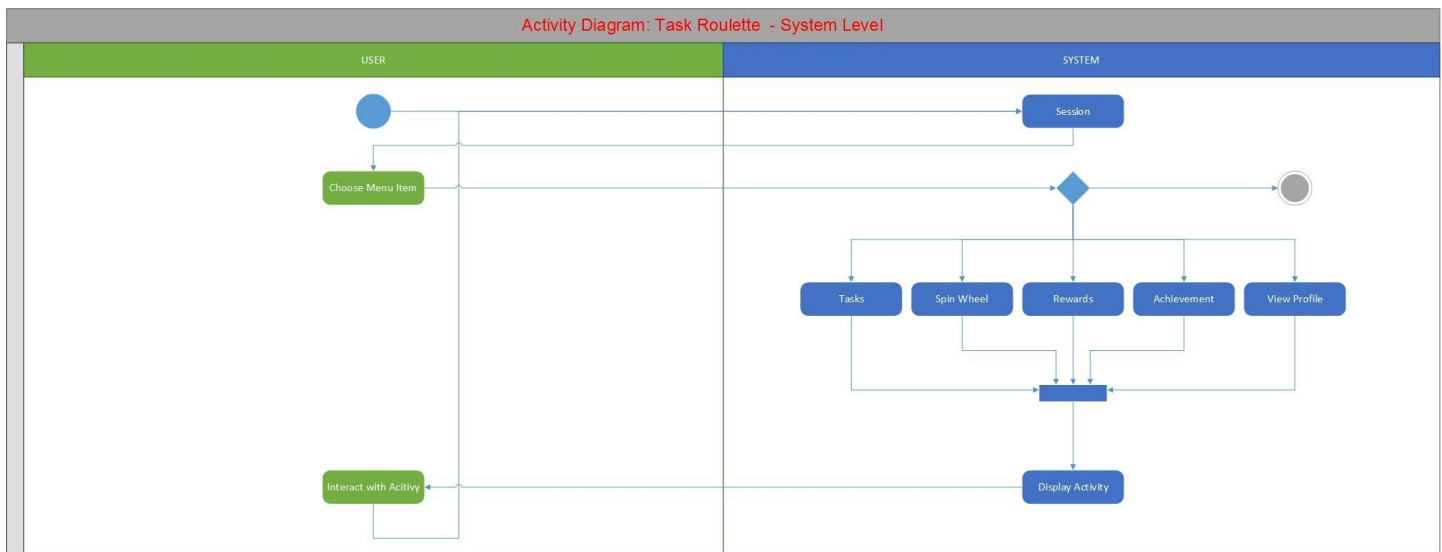 Activity Diagram: Task Roulette - System Level
USER
SYSTEM
Session
Choose Menu Item
Tasks
Spin Wheel
Rewards
Achievement
View Profile
Interact with Acitivy
Display Activity